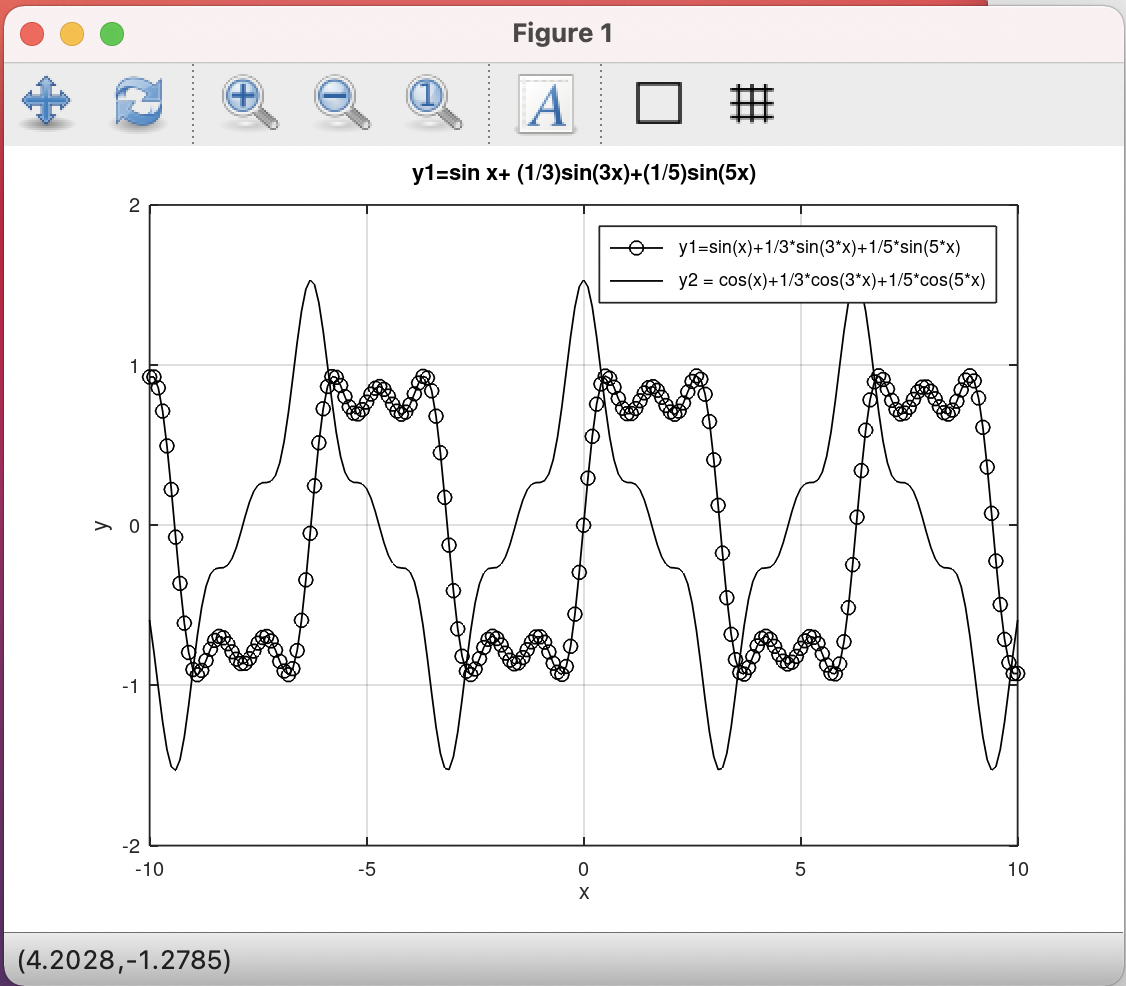 Figure 1
1
A
y1=sin x+ (1/3)sin(3x)+(1/5)sin(5x)
2
y1=sin(x)+1/3*sin(3*x)+1/5*sin(5*x)
y2 = cos(x)+1/3*cos(3*x)+1/5*cos(5*x)
1
y
0
-1
-2
-10 -5 0 5 10
x
(4.2028,-1.2785)